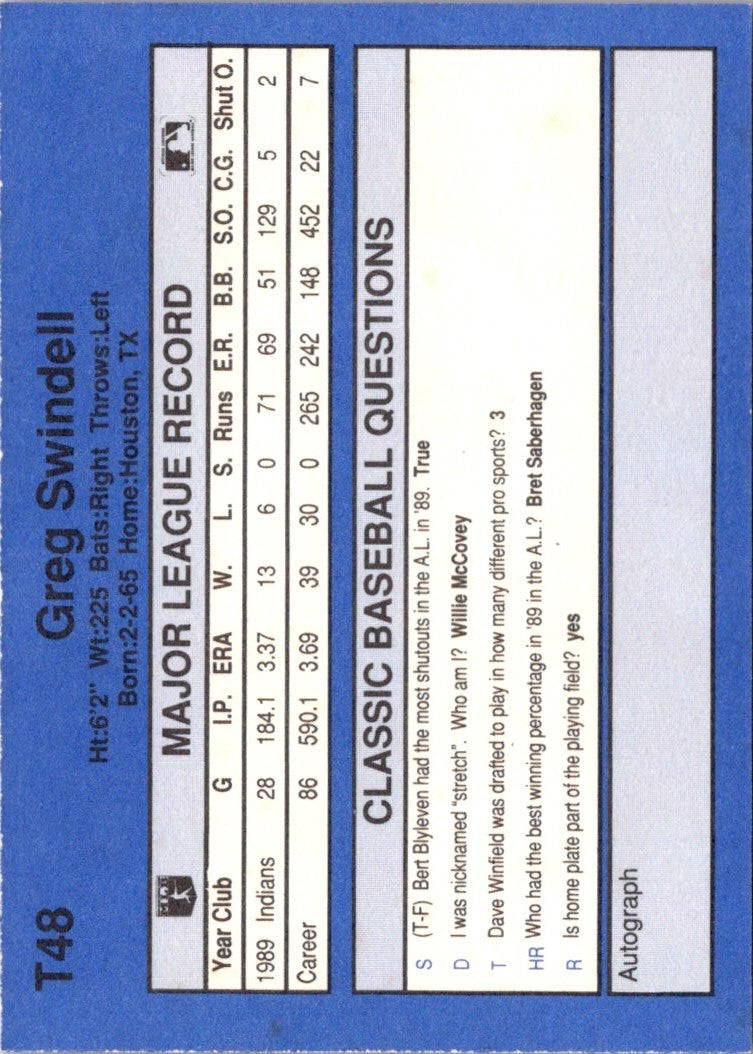 T48
Greg Swindell
Ht:6'2" Wt:225 Bats:Right Throws:Left
Born:2-2-65 Home:Houston, TX
MAJOR LEAGUE RECORD
Year Club G I.P. ERA W. L. S. Runs E.R. B.B. S.O. C.G. Shut O.
1989 Indians 28 184.1 3.37 13 6 0 71 69 51 129 5 2
Career 86 590.1 3.69 39 30 0 265 242 148 452 22 7
CLASSIC BASEBALL QUESTIONS
S (T-F) Bert Blyleven had the most shutouts in the A.L. in '89. True
D I was nicknamed "stretch". Who am I? Willie McCovey
T Dave Winfield was drafted to play in how many different pro sports? 3
HR Who had the best winning percentage in '89 in the A.L.? Bret Saberhagen
R Is home plate part of the playing field? yes
Autograph